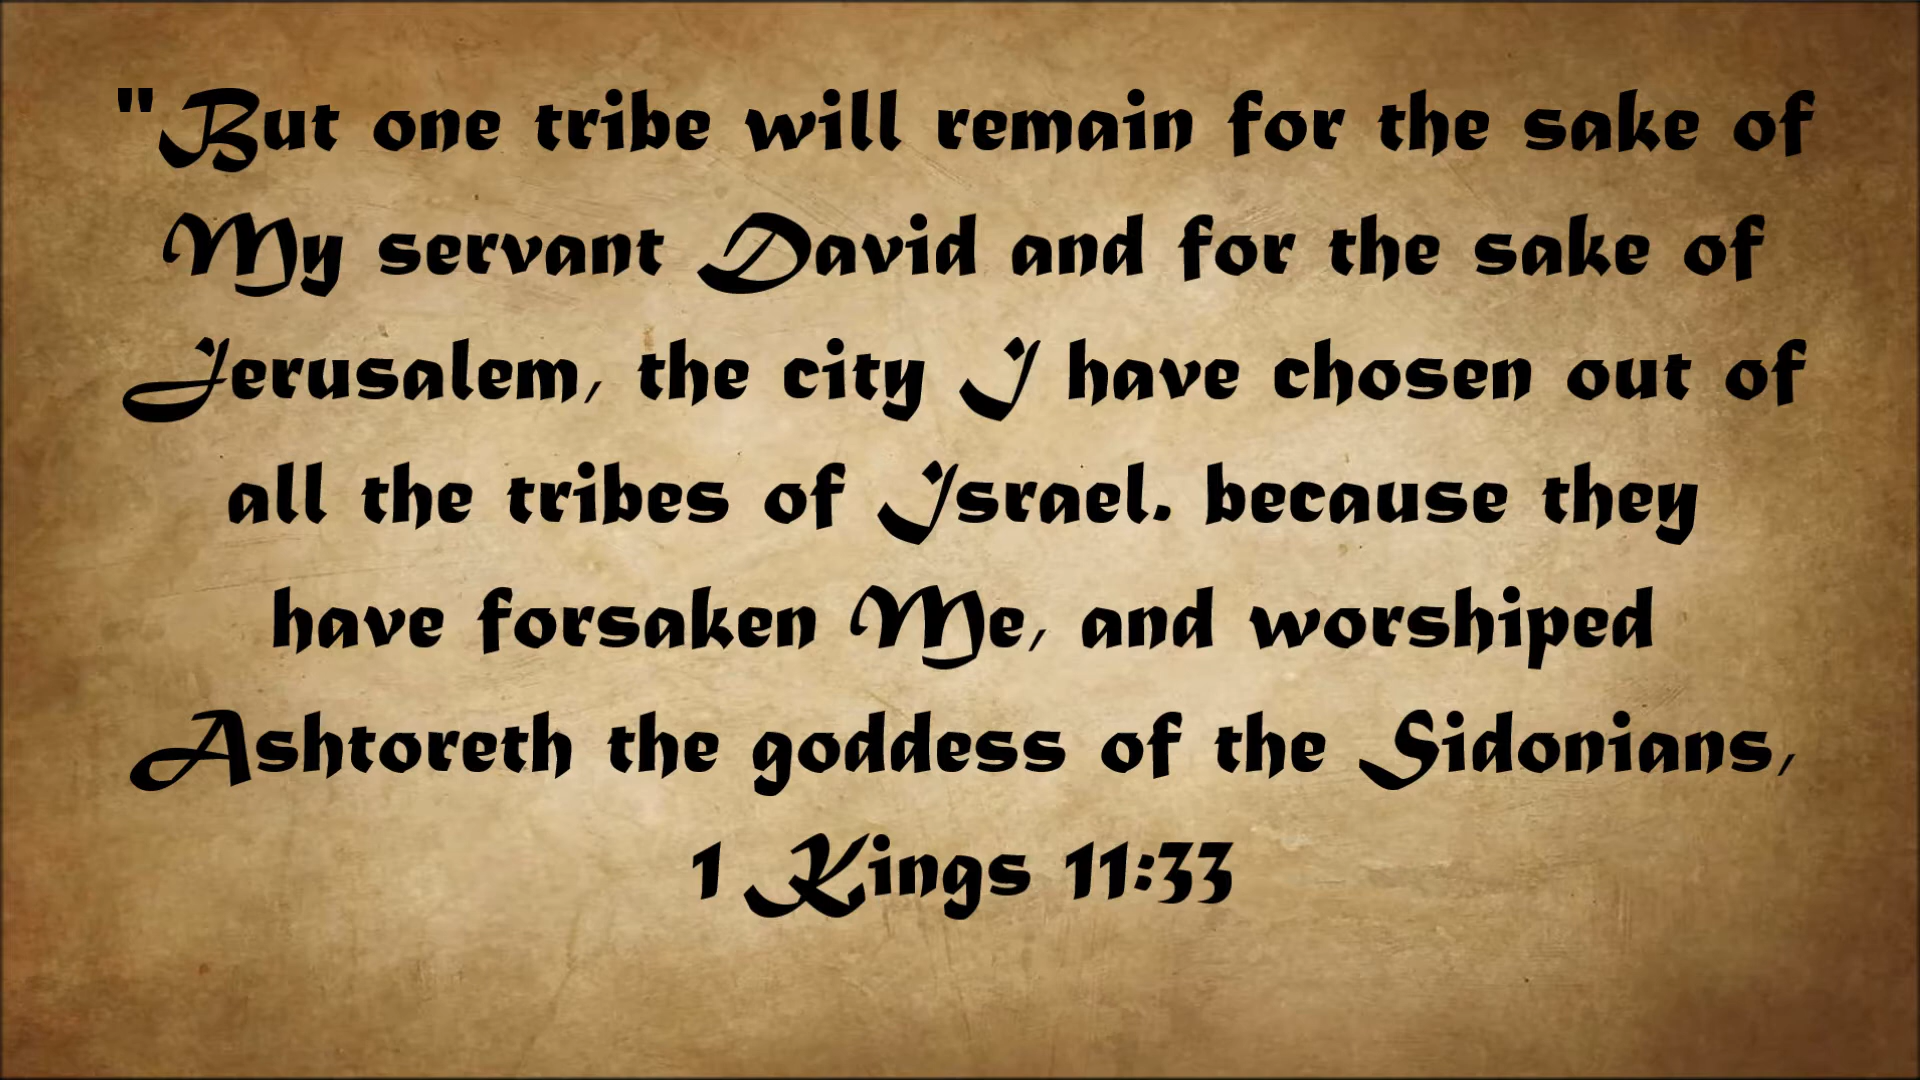 "But one tribe will remain for the sake of
My servant David and for the sake of
Jerusalem, the city I have chosen out of
all the tribes of Israel. because they
have forsaken Me, and worshiped
Ashtoreth the goddess of the Sidonians,
1 Kings 11:33